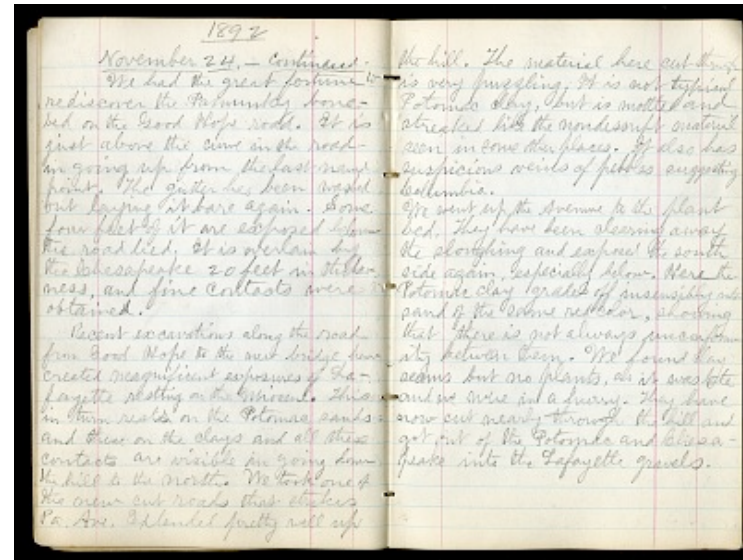 1892
November 24. — Continued.
We had the great fortune to
rediscover the Pamunkey bone-
bed on the Good Hope road. It is
just above the curve in the road
in going up from the last named
point. The gutter has been washed
out laying it bare again. Some
four feet of it are exposed below
the road bed. It is overlain by
the Chesapeake 20 feet in thick-
ness, and fine contacts were
obtained.
Recent excavations along the road
from Good Hope to the new bridge have
created magnificent exposures of La-
fayette resting on the Miocene. This
in turn rests on the Potomac sands
and these on the clays and all these
contacts are visible in going down
the hill to the north. We took one of
the new cut roads that strikes
Pa. Ave. Extended pretty well up
the hill. The material here cut through
is very puzzling. It is not typical
Potomac clay, but is mottled and
streaked like the nondescript material
seen in some other places. It also has
suspicious veins of pebbles suggesting
Columbia.
We went up the Avenue to the plant
bed. They have been clearing away
the sloughing and exposed the south
side again, especially below. Here the
Potomac clay grades off insensibly into
sand of the same red color, showing
that there is not always unconform-
ity between them. We found
seams but no plants, as it was late
and we were in a hurry. They have
now cut nearly through the hill and
got out of the Potomac and Chesa-
peake into the Lafayette gravels.